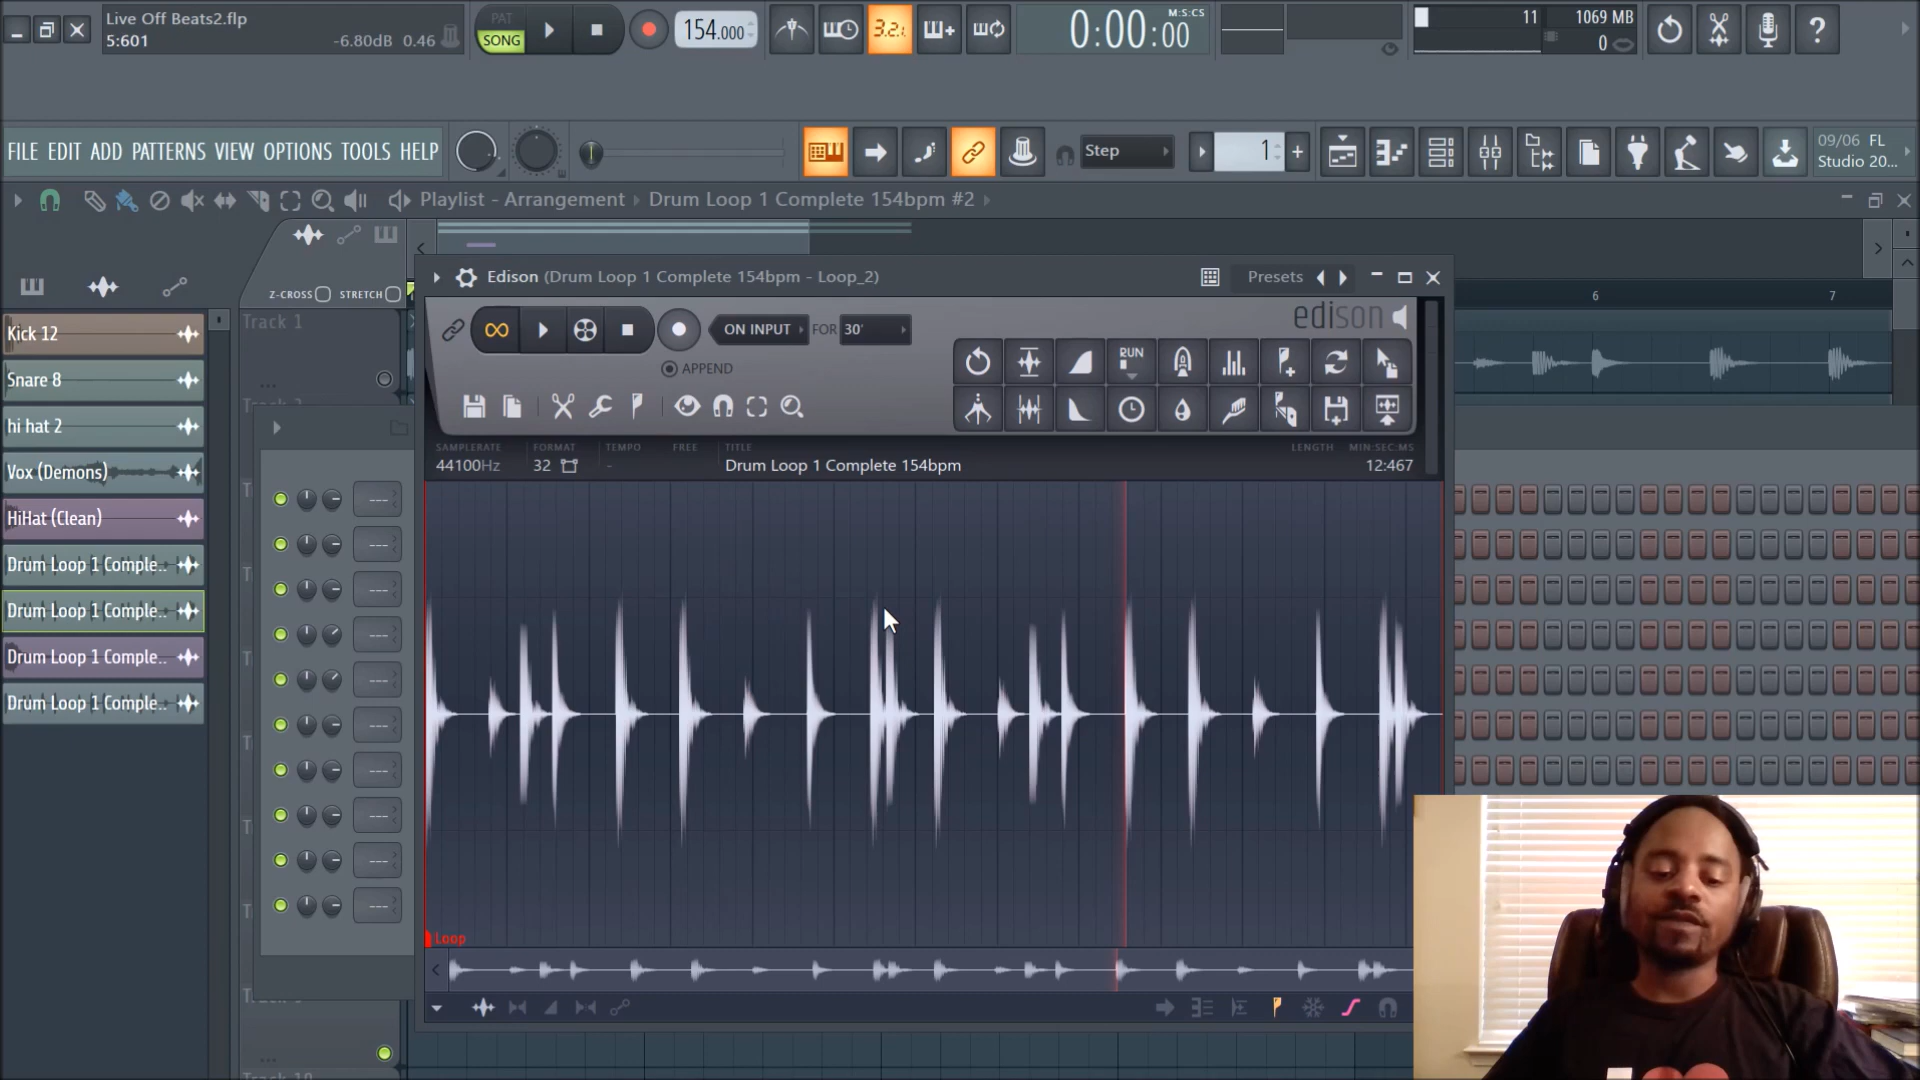 Live Off Beats2.flp
5:601
-6.80dB 0.46
PAT
SONG
154.000
3.2.1
0:00:00
M:S:CS
11
1069 MB
0
?
FILE EDIT ADD PATTERNS VIEW OPTIONS TOOLS HELP
Step
1
+
09/06 FL
Studio 20...
Playlist - Arrangement
Drum Loop 1 Complete 154bpm #2
Z-CROSS
STRETCH
Track 1
Edison (Drum Loop 1 Complete 154bpm - Loop_2)
Presets
6
7
Kick 12
Snare 8
hi hat 2
Vox (Demons)
HiHat (Clean)
Drum Loop 1 Comple..
Drum Loop 1 Comple..
Drum Loop 1 Comple..
Drum Loop 1 Comple..
edison
ON INPUT
FOR
30'
APPEND
RUN
SAMPLERATE
FORMAT
TEMPO
FREE
TITLE
LENGTH
MIN:SEC:MS
44100Hz
32
-
Drum Loop 1 Complete 154bpm
12:467
Loop